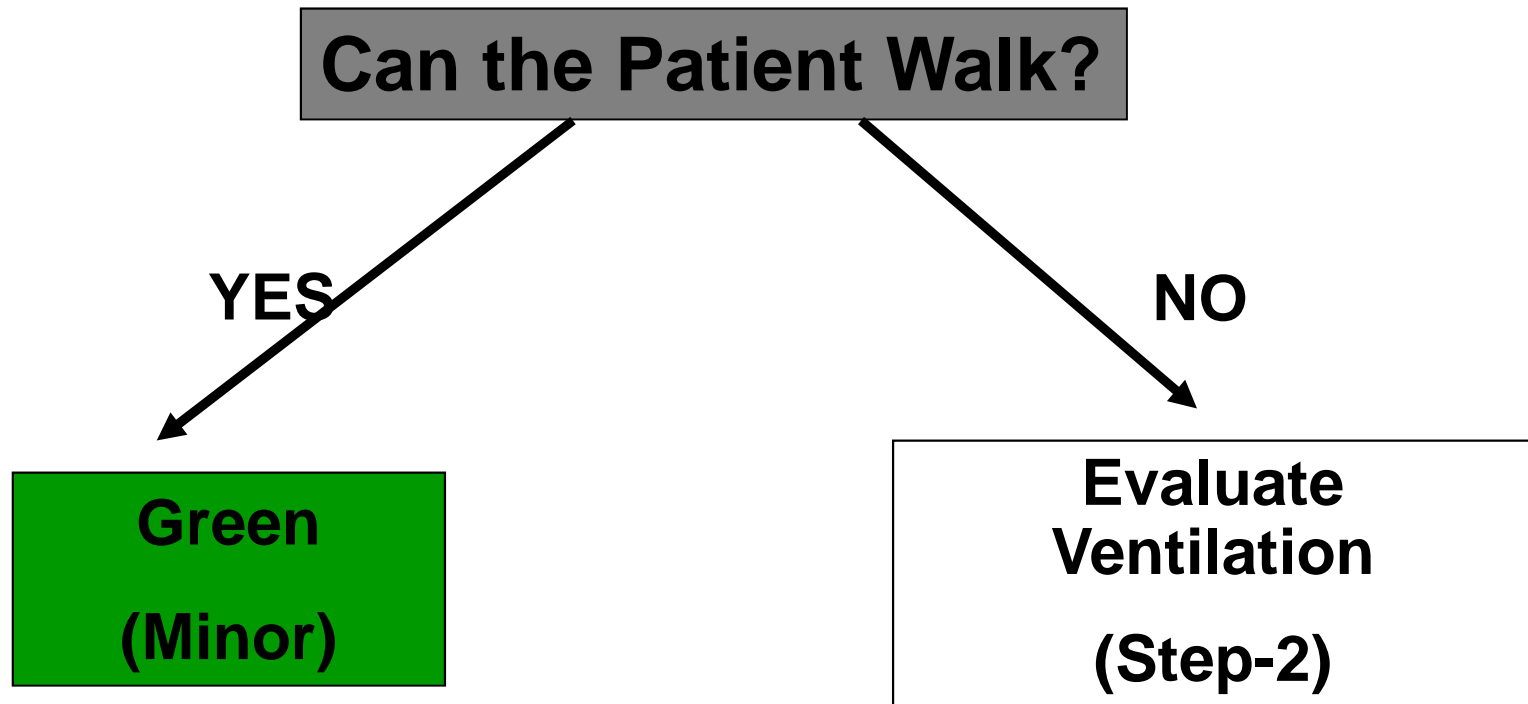 Can the Patient Walk?
YES
NO
Green
(Minor)
Evaluate
Ventilation
(Step-2)